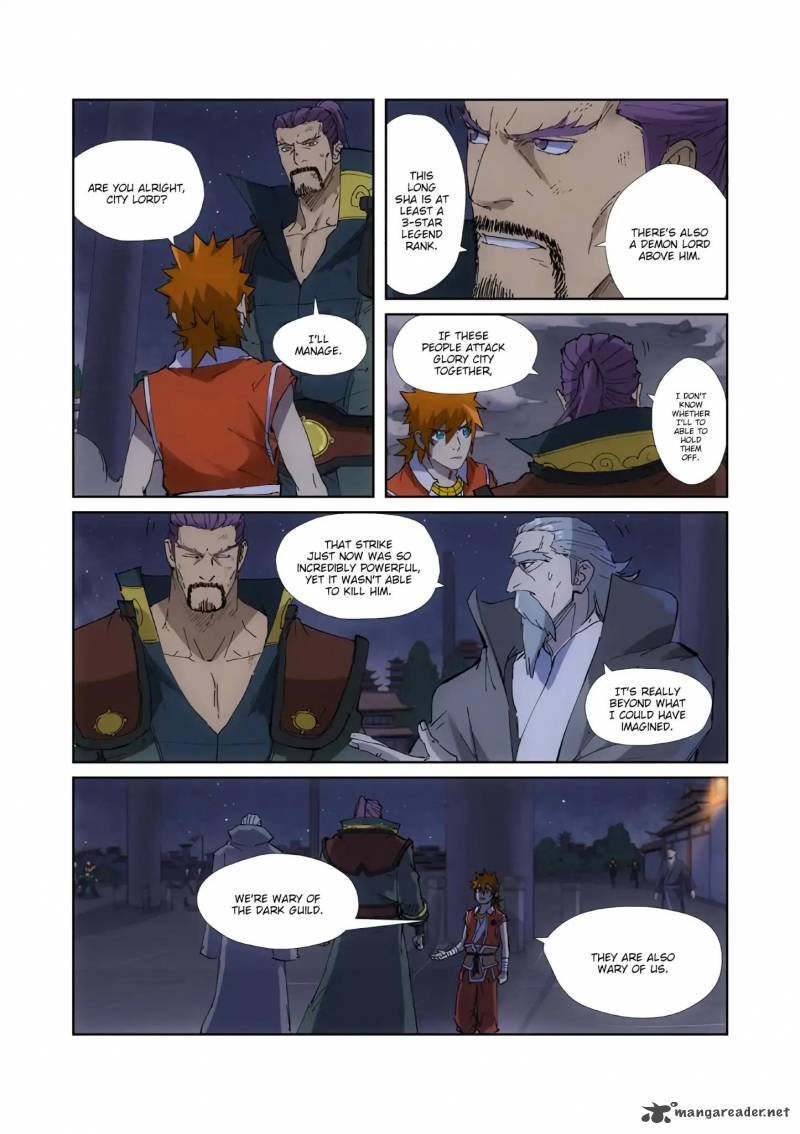 ARE YOU ALRIGHT,
CITY LORD?
I'LL
MANAGE.
THIS
LONG
SHA IS AT
LEAST A
3-STAR
LEGEND
RANK.
THERE'S ALSO
A DEMON LORD
ABOVE HIM.
IF THESE
PEOPLE ATTACK
GLORY CITY
TOGETHER,
I DON'T
KNOW
WHETHER
I'LL TO
ABLE TO
HOLD
THEM
OFF.
THAT STRIKE
JUST NOW WAS SO
INCREDIBLY POWERFUL,
YET IT WASN'T ABLE
TO KILL HIM.
IT'S REALLY
BEYOND WHAT
I COULD HAVE
IMAGINED.
WE'RE WARY OF
THE DARK GUILD.
THEY ARE ALSO
WARY OF US.
mangareader.net